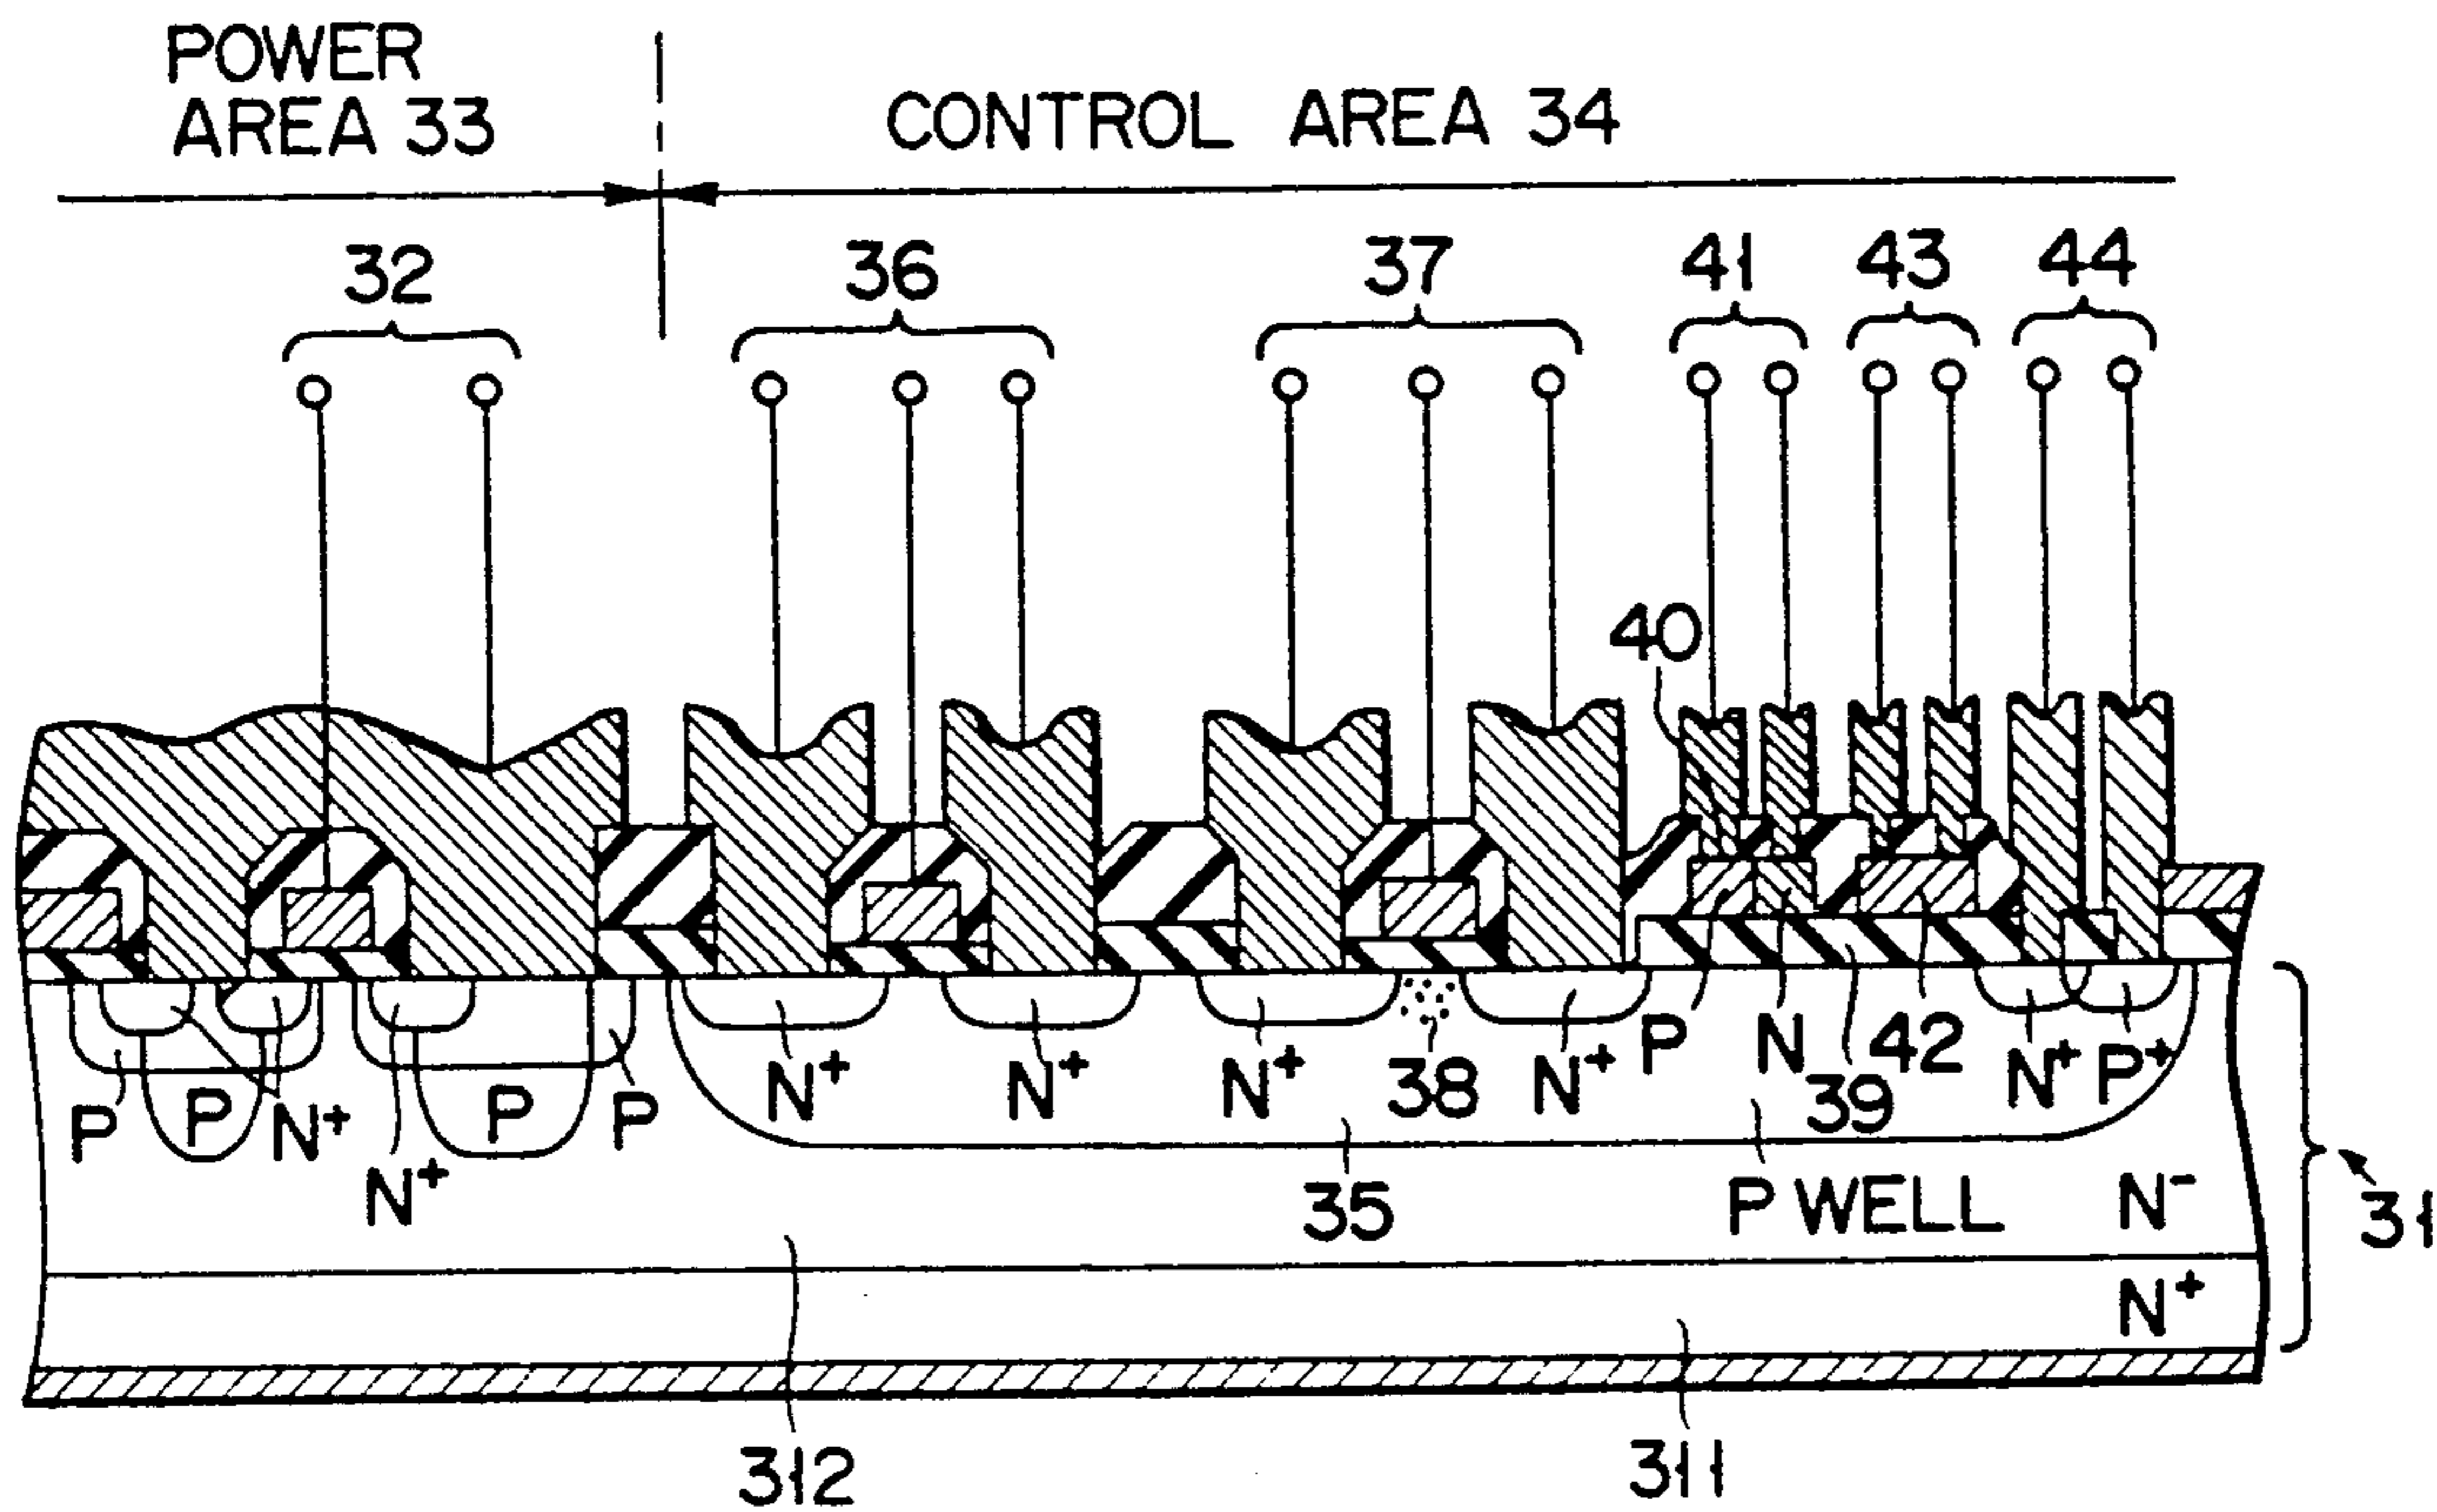 POWER
AREA 33
CONTROL AREA 34
32
36
37
41
43
44
40
P
P
N+
N+
P
P
N+
N+
N+
38
N+
P
N
39
42
N+
P+
35
P WELL
N-
N+
31
312
311